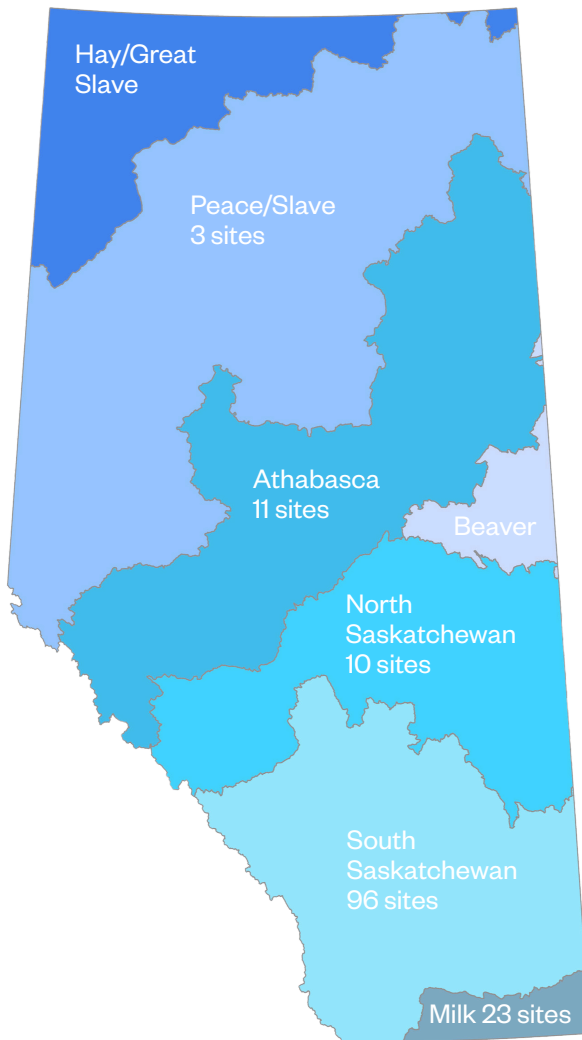 Hay/Great
Slave
Peace/Slave
3 sites
Athabasca
11 sites
Beaver
North
Saskatchewan
10 sites
South
Saskatchewan
96 sites
Milk 23 sites